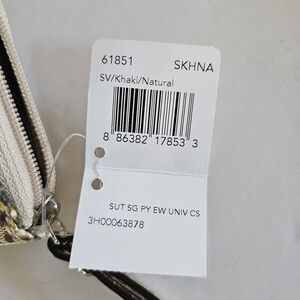 61851 SKHNA
SV/Khaki/Natural
8 86382 17853 3
SUT SG PY EW UNIV CS
3H00063878